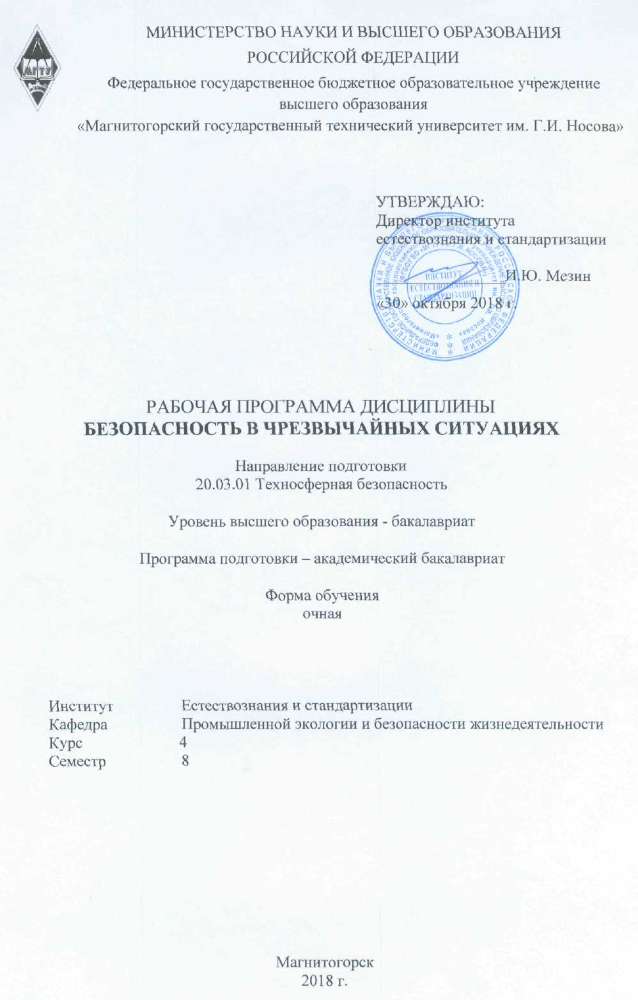 МИНИСТЕРСТВО НАУКИ И ВЫСШЕГО ОБРАЗОВАНИЯ
РОССИЙСКОЙ ФЕДЕРАЦИИ
Федеральное государственное бюджетное образовательное учреждение
высшего образования
«Магнитогорский государственный технический университет им. Г.И. Носова»
МГТУ
УТВЕРЖДАЮ:
Директор института
естествознания и стандартизации
И.Ю. Мезин
«30» октября 2018 г.
ИНСТИТУТ
ЕСТЕСТВОЗНАНИЯ И
СТАНДАРТИЗАЦИИ
РАБОЧАЯ ПРОГРАММА ДИСЦИПЛИНЫ
БЕЗОПАСНОСТЬ В ЧРЕЗВЫЧАЙНЫХ СИТУАЦИЯХ
Направление подготовки
20.03.01 Техносферная безопасность
Уровень высшего образования - бакалавриат
Программа подготовки – академический бакалавриат
Форма обучения
очная
Институт Естествознания и стандартизации
Кафедра Промышленной экологии и безопасности жизнедеятельности
Курс 4
Семестр 8
Магнитогорск
2018 г.